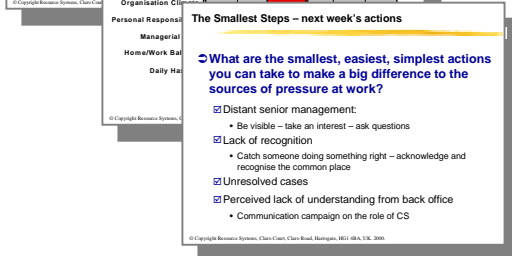 © Copyright Resource Systems, Claro Cour
Organisation Cli
Personal Responsi
Managerial
Home/Work Bal
Daily Has
© Copyright Resource Systems, C
The Smallest Steps – next week's actions
What are the smallest, easiest, simplest actions
you can take to make a big difference to the
sources of pressure at work?
Distant senior management:
• Be visible – take an interest – ask questions
Lack of recognition
• Catch someone doing something right – acknowledge and
recognise the common place
Unresolved cases
Perceived lack of understanding from back office
• Communication campaign on the role of CS
© Copyright Resource Systems, Claro Court, Claro Road, Harrogate, HG1 4BA, UK. 2000.